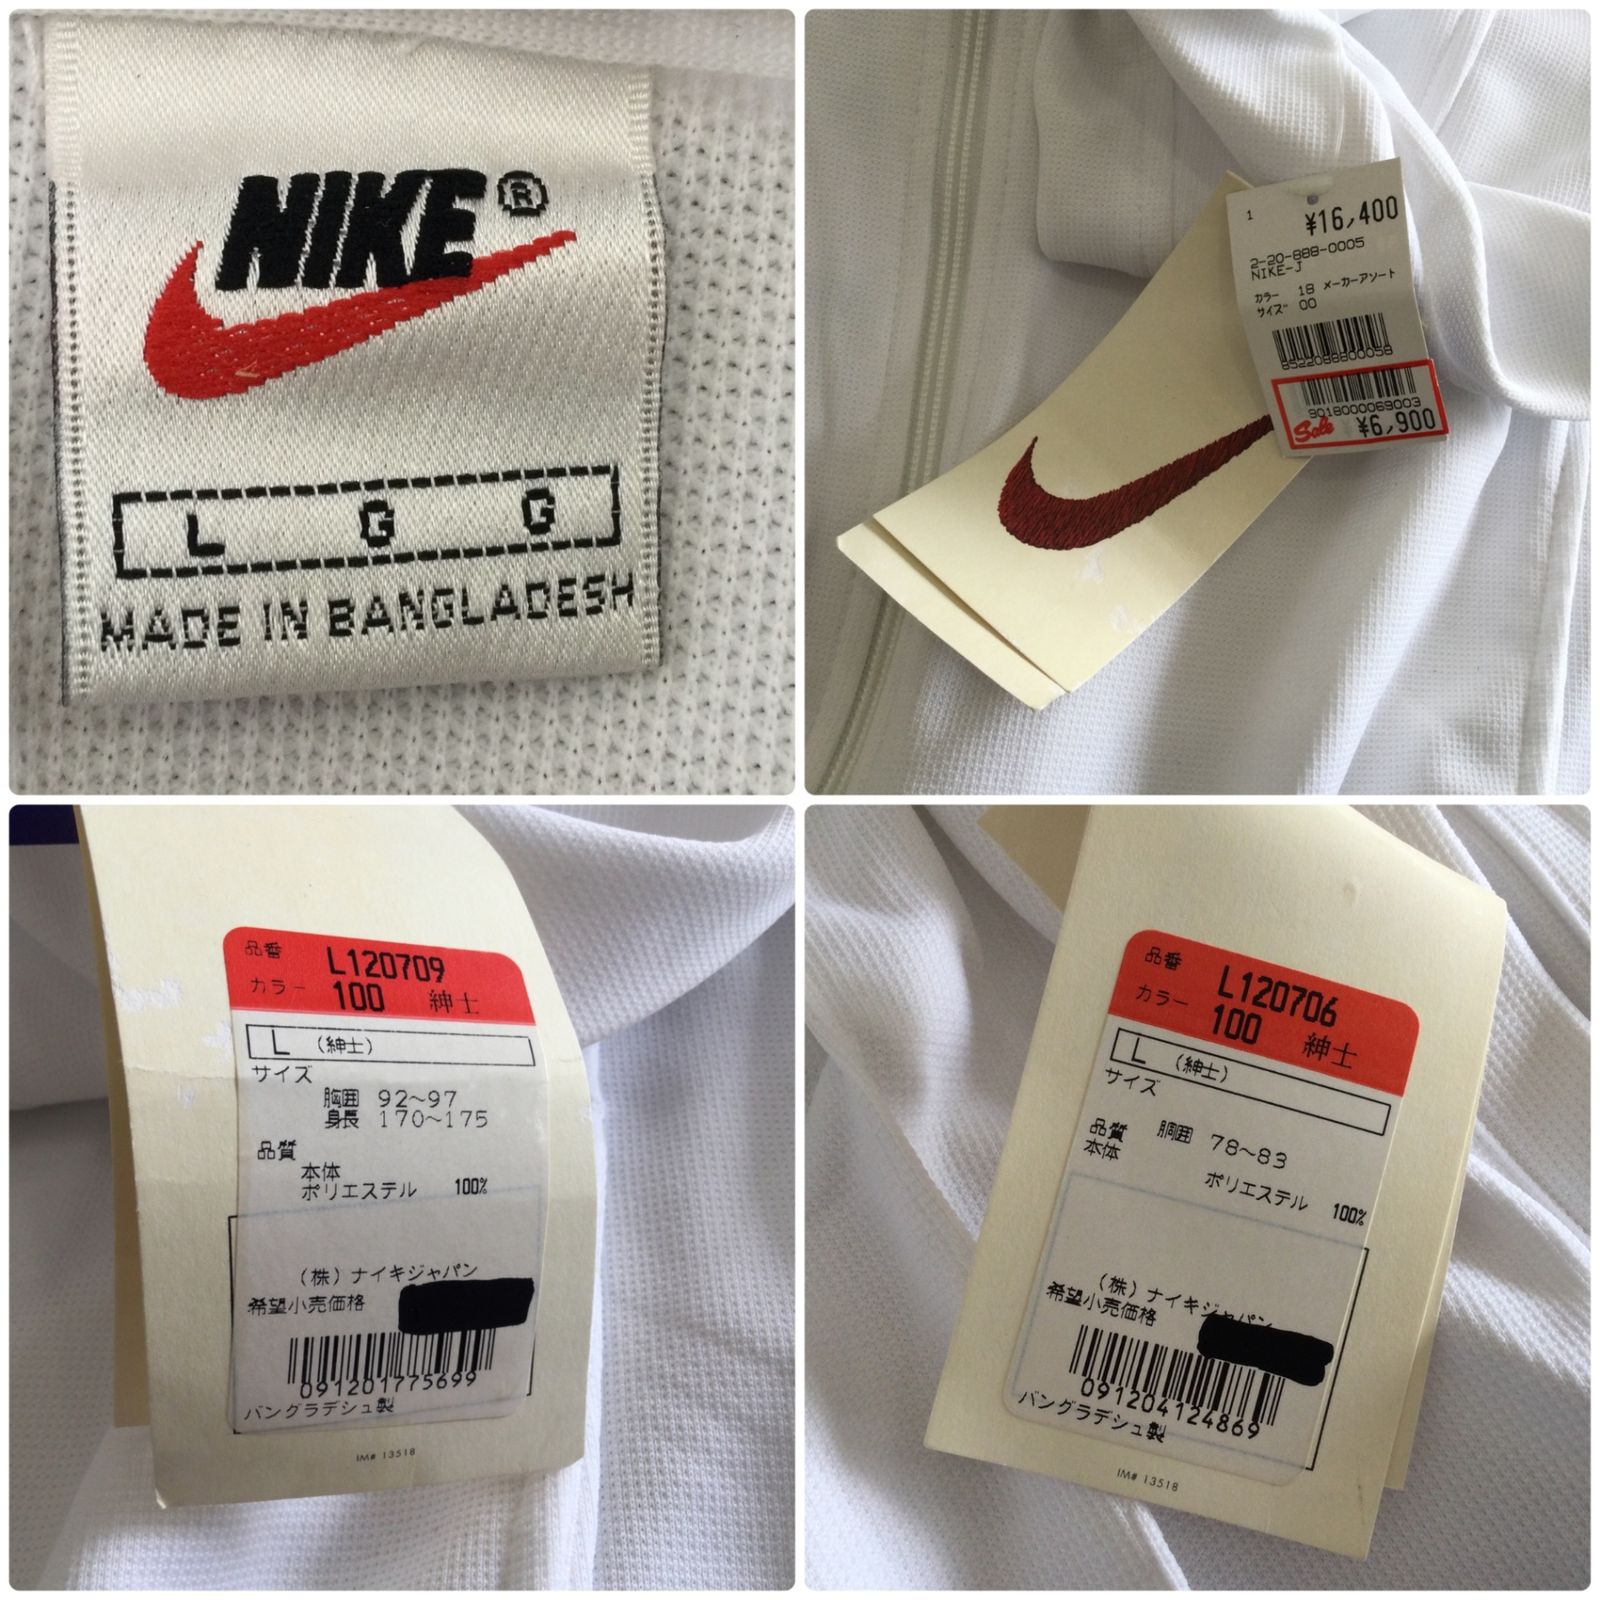 NIKE®
L G G
MADE IN BANGLADESH
1 ¥16,400
2-20-888-0005
NIKE-J
カラー 18 メーカーアソート
サイズ 00
8522088800058
9018000069003
Sale ¥6,900
品番 L120709
カラー 100 紳士
L (紳士)
サイズ
胸囲 92~97
身長 170~175
品質
本体
ポリエステル 100%
(株)ナイキジャパン
希望小売価格
091201775699
バングラデシュ製
IM# 13518
品番 L120706
カラー 100 紳士
L (紳士)
サイズ
品質 胴囲 78~83
本体
ポリエステル 100%
(株)ナイキジャパン
希望小売価格
091204124869
バングラデシュ製
IM# 13518